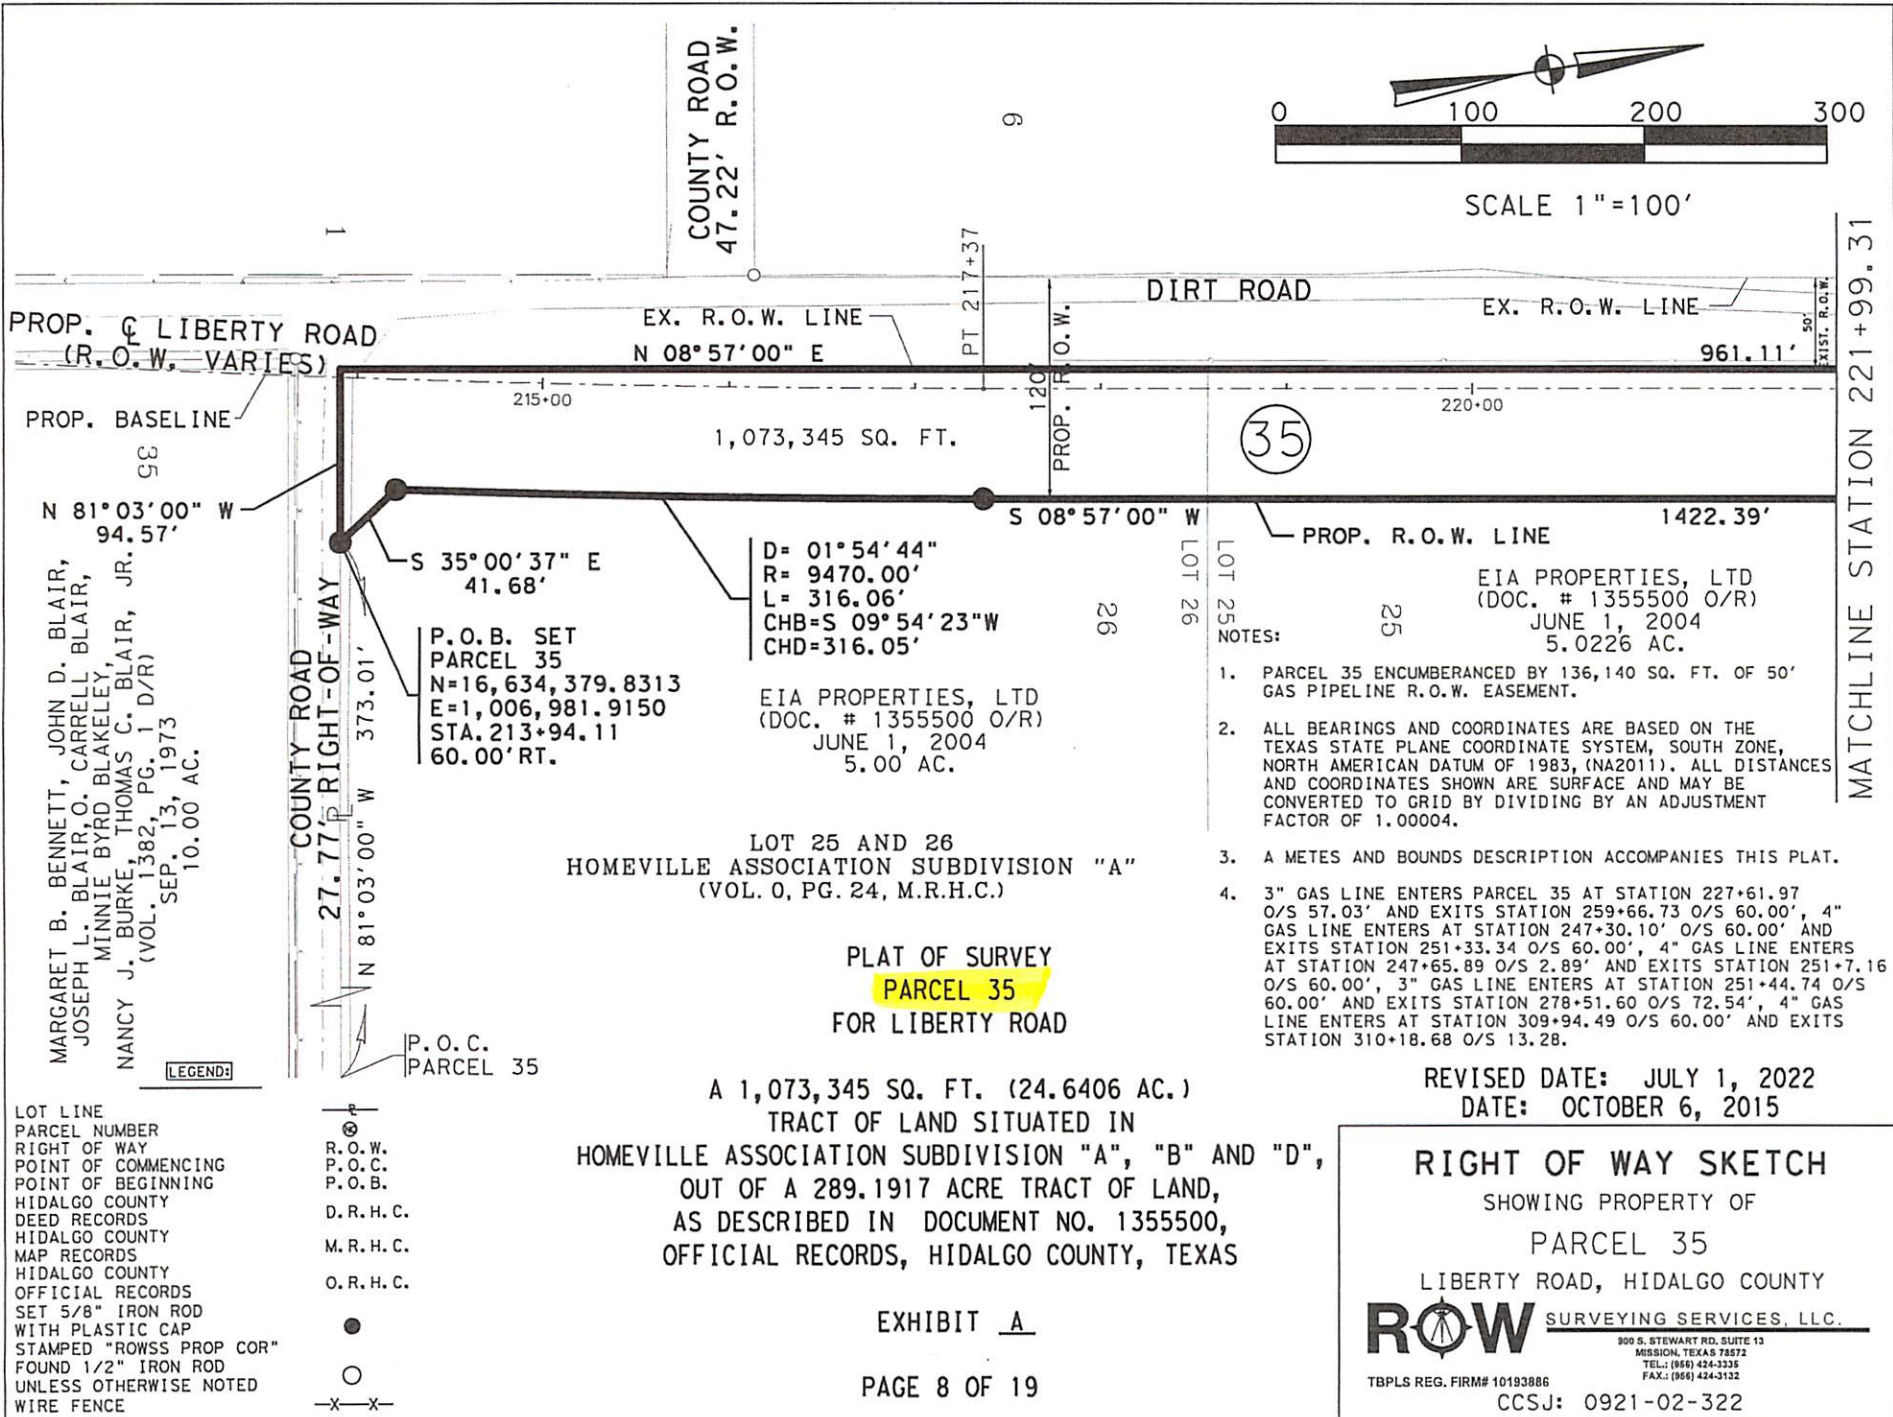 COUNTY ROAD
47.22' R.O.W.
6
1
0 100 200 300
SCALE 1"=100'
MATCHLINE STATION 221+99.31
PT 217+37
DIRT ROAD
EX. R.O.W. LINE
EX. R.O.W. LINE
PROP. ℄ LIBERTY ROAD
(R.O.W. VARIES)
N 08°57'00" E
961.11'
50'
EXIST. R.O.W.
120'
PROP. R.O.W.
PROP. BASELINE
215+00
220+00
35
1,073,345 SQ. FT.
35
N 81°03'00" W
94.57'
S 35°00'37" E
41.68'
S 08°57'00" W
1422.39'
PROP. R.O.W. LINE
D= 01°54'44"
R= 9470.00'
L= 316.06'
CHB=S 09°54'23"W
CHD=316.05'
LOT 26
LOT 25
26
25
P.O.B. SET
PARCEL 35
N=16,634,379.8313
E=1,006,981.9150
STA.213+94.11
60.00'RT.
EIA PROPERTIES, LTD
(DOC. # 1355500 O/R)
JUNE 1, 2004
5.00 AC.
EIA PROPERTIES, LTD
(DOC. # 1355500 O/R)
JUNE 1, 2004
5.0226 AC.
MARGARET B. BENNETT, JOHN D. BLAIR,
JOSEPH L. BLAIR, O. CARRELL BLAIR,
MINNIE BYRD BLAKELEY,
NANCY J. BURKE, THOMAS C. BLAIR, JR.
(VOL. 1382, PG. 1 D/R)
SEP. 13, 1973
10.00 AC.
COUNTY ROAD
27.77' RIGHT-OF-WAY
N 81°03'00" W 373.01'
P.O.C.
PARCEL 35
LOT 25 AND 26
HOMEVILLE ASSOCIATION SUBDIVISION "A"
(VOL. 0, PG. 24, M.R.H.C.)
PLAT OF SURVEY
PARCEL 35
FOR LIBERTY ROAD
A 1,073,345 SQ. FT. (24.6406 AC.)
TRACT OF LAND SITUATED IN
HOMEVILLE ASSOCIATION SUBDIVISION "A", "B" AND "D",
OUT OF A 289.1917 ACRE TRACT OF LAND,
AS DESCRIBED IN DOCUMENT NO. 1355500,
OFFICIAL RECORDS, HIDALGO COUNTY, TEXAS
EXHIBIT A
PAGE 8 OF 19
NOTES:
1. PARCEL 35 ENCUMBERANCED BY 136,140 SQ. FT. OF 50'
GAS PIPELINE R.O.W. EASEMENT.
2. ALL BEARINGS AND COORDINATES ARE BASED ON THE
TEXAS STATE PLANE COORDINATE SYSTEM, SOUTH ZONE,
NORTH AMERICAN DATUM OF 1983, (NA2011). ALL DISTANCES
AND COORDINATES SHOWN ARE SURFACE AND MAY BE
CONVERTED TO GRID BY DIVIDING BY AN ADJUSTMENT
FACTOR OF 1.00004.
3. A METES AND BOUNDS DESCRIPTION ACCOMPANIES THIS PLAT.
4. 3" GAS LINE ENTERS PARCEL 35 AT STATION 227+61.97
O/S 57.03' AND EXITS STATION 259+66.73 O/S 60.00', 4"
GAS LINE ENTERS AT STATION 247+30.10' O/S 60.00' AND
EXITS STATION 251+33.34 O/S 60.00', 4" GAS LINE ENTERS
AT STATION 247+65.89 O/S 2.89' AND EXITS STATION 251+7.16
O/S 60.00', 3" GAS LINE ENTERS AT STATION 251+44.74 O/S
60.00' AND EXITS STATION 278+51.60 O/S 72.54', 4" GAS
LINE ENTERS AT STATION 309+94.49 O/S 60.00' AND EXITS
STATION 310+18.68 O/S 13.28.
REVISED DATE: JULY 1, 2022
DATE: OCTOBER 6, 2015
LEGEND:
LOT LINE
PARCEL NUMBER
RIGHT OF WAY R.O.W.
POINT OF COMMENCING P.O.C.
POINT OF BEGINNING P.O.B.
HIDALGO COUNTY
DEED RECORDS D.R.H.C.
HIDALGO COUNTY
MAP RECORDS M.R.H.C.
HIDALGO COUNTY
OFFICIAL RECORDS O.R.H.C.
SET 5/8" IRON ROD
WITH PLASTIC CAP
STAMPED "ROWSS PROP COR"
FOUND 1/2" IRON ROD
UNLESS OTHERWISE NOTED
WIRE FENCE —X—X—
RIGHT OF WAY SKETCH
SHOWING PROPERTY OF
PARCEL 35
LIBERTY ROAD, HIDALGO COUNTY
ROW SURVEYING SERVICES, LLC.
900 S. STEWART RD. SUITE 13
MISSION, TEXAS 78572
TEL.: (956) 424-3335
FAX.: (956) 424-3132
TBPLS REG. FIRM# 10193886
CCSJ: 0921-02-322